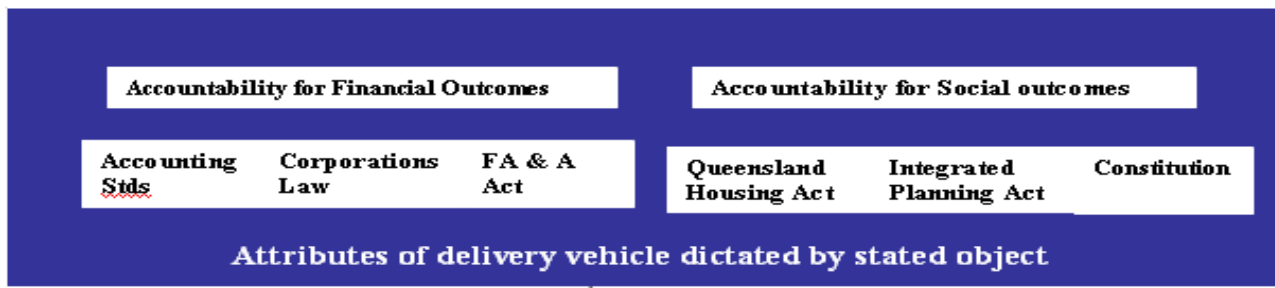 Accountability for Financial Outcomes
Accountability for Social outcomes
Accounting Stds
Corporations Law
FA & A Act
Queensland Housing Act
Integrated Planning Act
Constitution
Attributes of delivery vehicle dictated by stated object